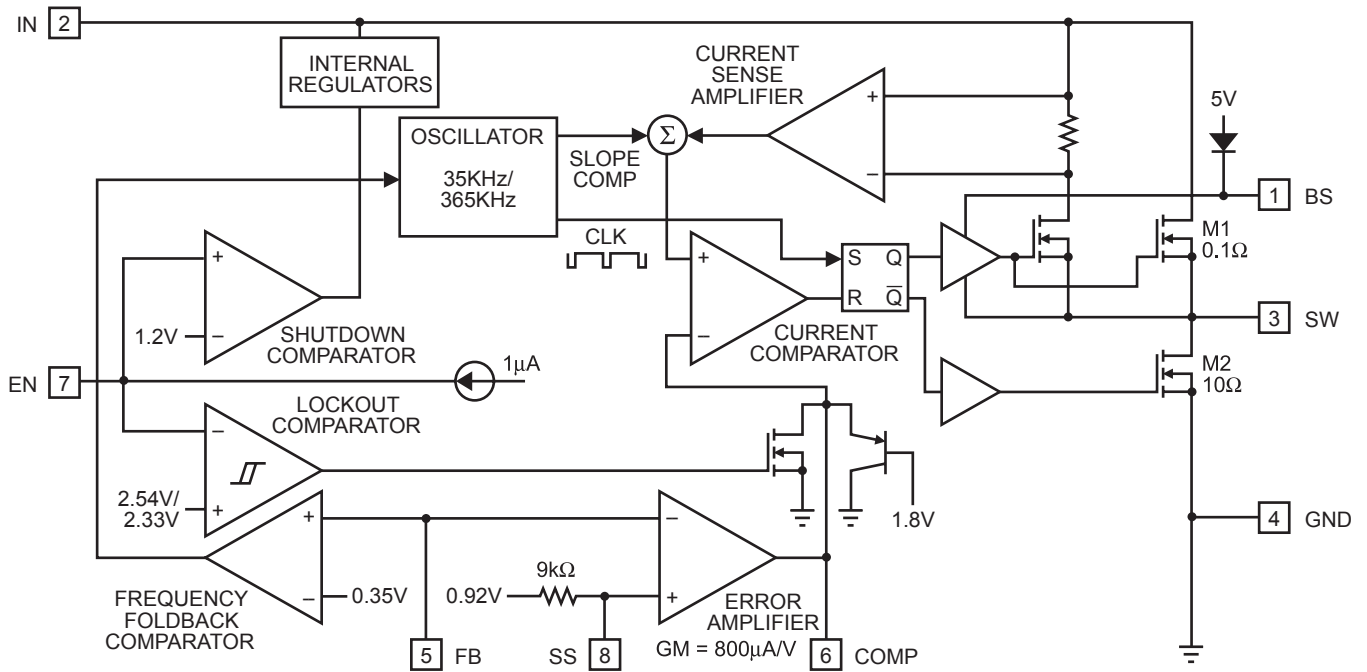 IN 2
INTERNAL
REGULATORS
CURRENT
SENSE
AMPLIFIER
+
–
5V
OSCILLATOR
35KHz/
365KHz
SLOPE
COMP
Σ
1 BS
CLK
+
–
1.2V
SHUTDOWN
COMPARATOR
+
–
CURRENT
COMPARATOR
S Q
R Q̅
M1
0.1Ω
3 SW
EN 7
1µA
M2
10Ω
LOCKOUT
COMPARATOR
–
+
2.54V/
2.33V
1.8V
4 GND
+
–
0.35V
FREQUENCY
FOLDBACK
COMPARATOR
0.92V
9kΩ
–
+
ERROR
AMPLIFIER
GM = 800µA/V
5 FB
SS 8
6 COMP